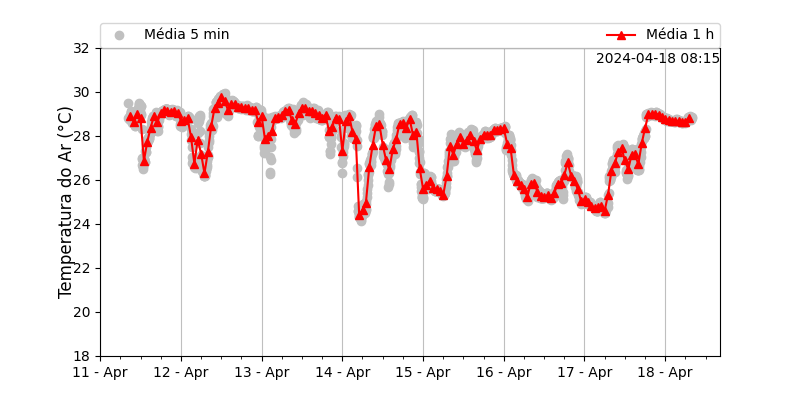 Média 5 min
Média 1 h
2024-04-18 08:15
Temperatura do Ar (°C)
32
30
28
26
24
22
20
18
11 - Apr
12 - Apr
13 - Apr
14 - Apr
15 - Apr
16 - Apr
17 - Apr
18 - Apr